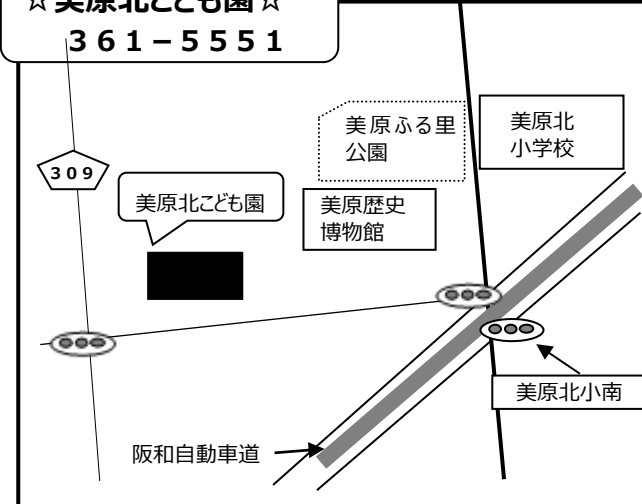 ☆美原北こども園☆
３６１－５５５１
美原ふる里
公園
美原北
小学校
３０９
美原北こども園
美原歴史
博物館
美原北小南
阪和自動車道